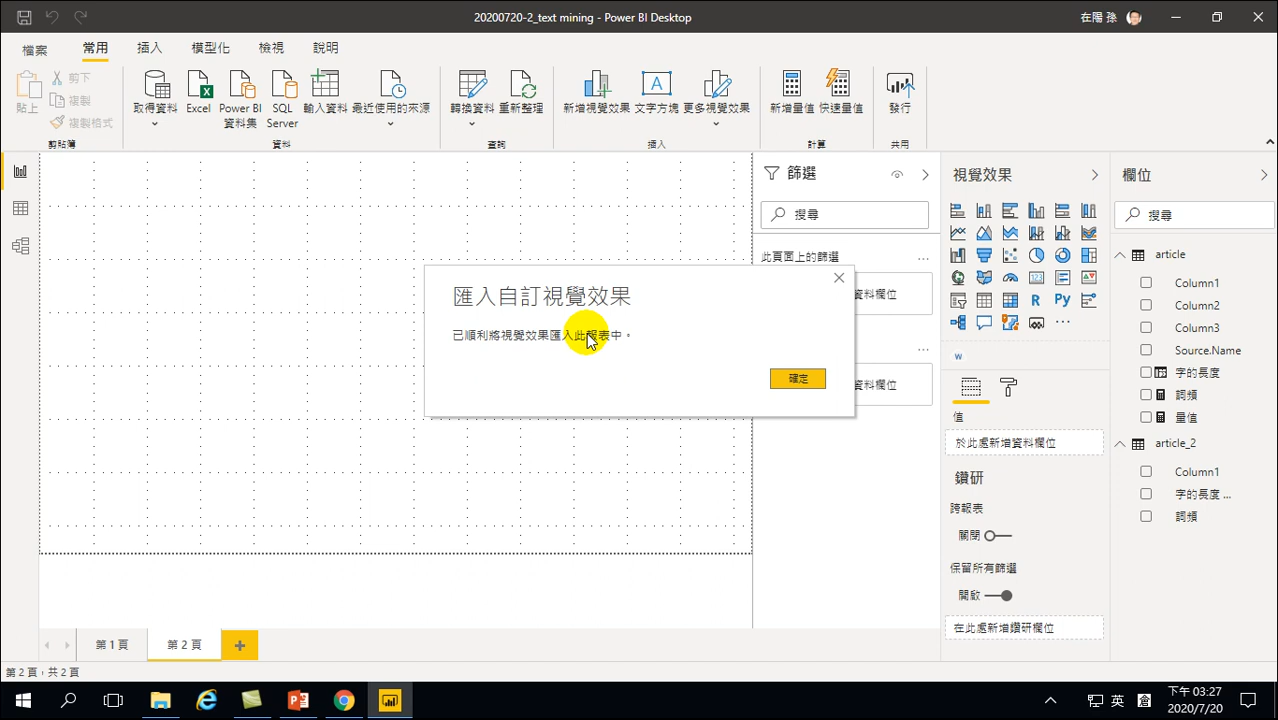 20200720-2_text mining - Power BI Desktop
在陽 孫
檔案
常用
插入
模型化
檢視
說明
貼上
剪下
複製
複製格式
剪貼簿
取得資料
Excel
Power BI
資料集
SQL
Server
輸入資料
最近使用的來源
資料
轉換資料
重新整理
查詢
新增視覺效果
文字方塊
更多視覺效果
插入
新增量值
快速量值
計算
發行
共用
篩選
搜尋
此頁面上的篩選
...
資料欄位
...
資料欄位
匯入自訂視覺效果
已順利將視覺效果匯入此報表中。
確定
視覺效果
R
Py
...
W
值
於此處新增資料欄位
鑽研
跨報表
關閉
保留所有篩選
開啟
在此處新增鑽研欄位
欄位
搜尋
article
Column1
Column2
Column3
Source.Name
字的長度
詞頻
量值
article_2
Column1
字的長度 ...
詞頻
第 1 頁
第 2 頁
第 2 頁，共 2 頁
英
倉
下午 03:27
2020/7/20